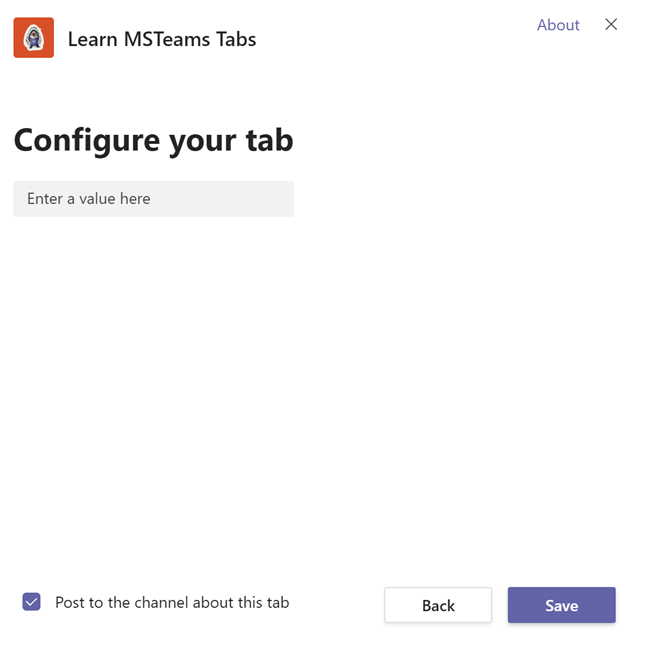 Learn MSTeams Tabs
About
Configure your tab
Enter a value here
Post to the channel about this tab
Back
Save